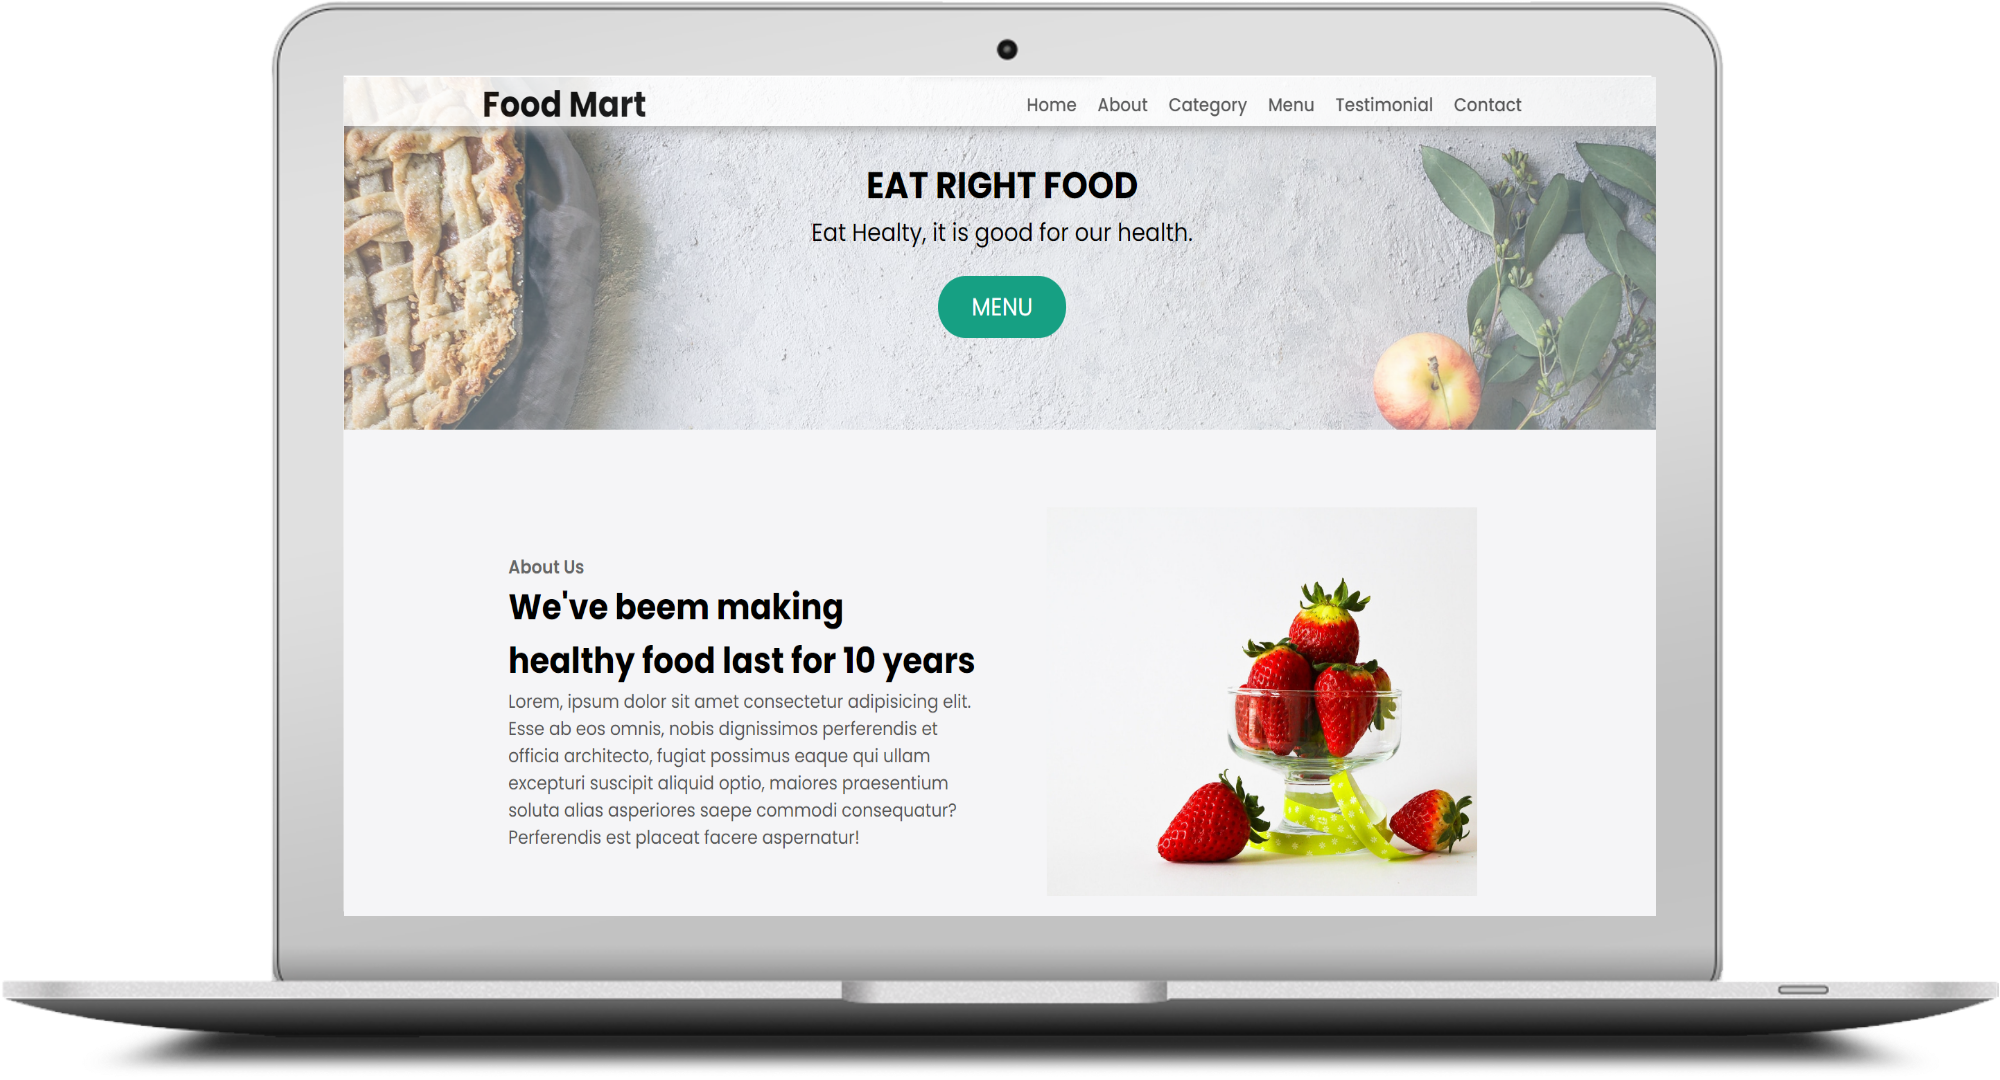 Food Mart
Home About Category Menu Testimonial Contact
EAT RIGHT FOOD
Eat Healty, it is good for our health.
MENU
About Us
We've beem making
healthy food last for 10 years
Lorem, ipsum dolor sit amet consectetur adipisicing elit.
Esse ab eos omnis, nobis dignissimos perferendis et
officia architecto, fugiat possimus eaque qui ullam
excepturi suscipit aliquid optio, maiores praesentium
soluta alias asperiores saepe commodi consequatur?
Perferendis est placeat facere aspernatur!